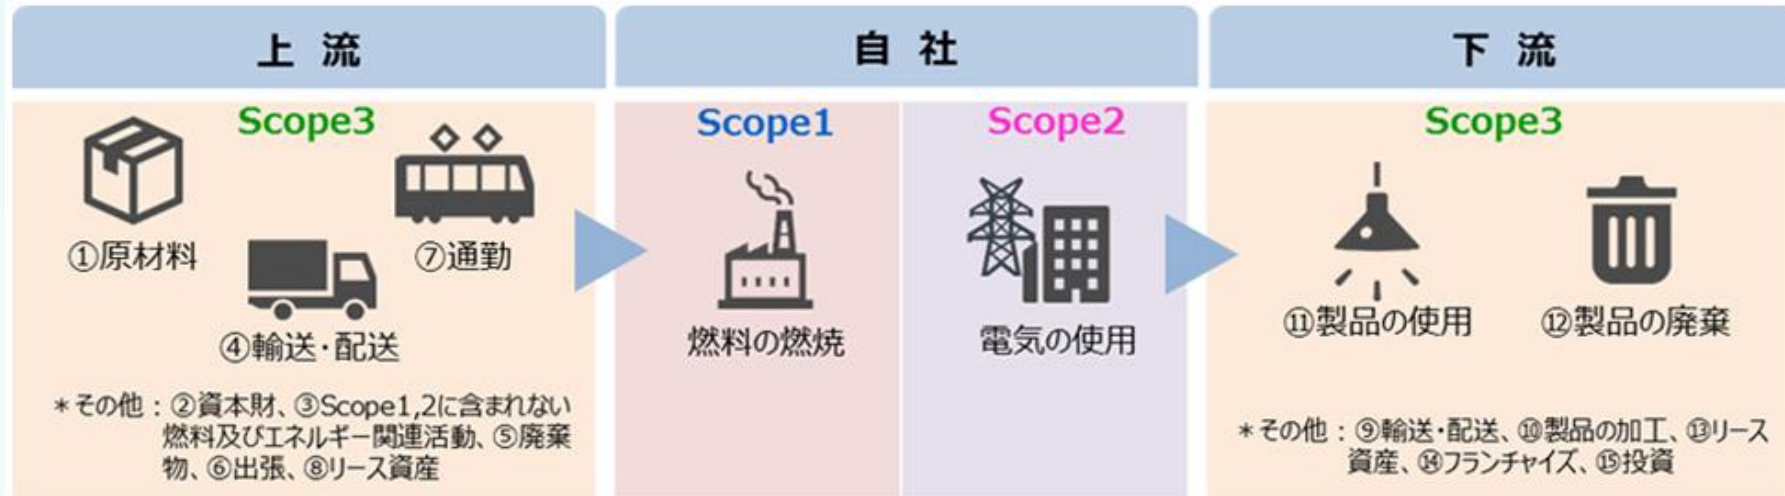 上 流
自 社
下 流
Scope3
①原材料
⑦通勤
④輸送・配送
＊その他：②資本財、③Scope1,2に含まれない
燃料及びエネルギー関連活動、⑤廃棄
物、⑥出張、⑧リース資産
Scope1
燃料の燃焼
Scope2
電気の使用
Scope3
⑪製品の使用
⑫製品の廃棄
＊その他：⑨輸送・配送、⑩製品の加工、⑬リース
資産、⑭フランチャイズ、⑮投資